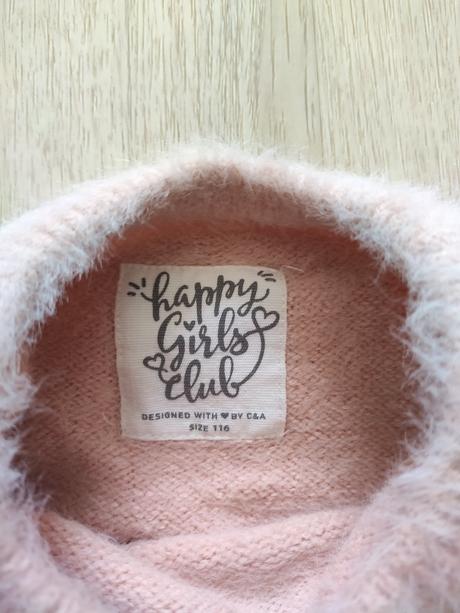 happy
Girls
club
DESIGNED WITH ♥ BY C&A
SIZE 116